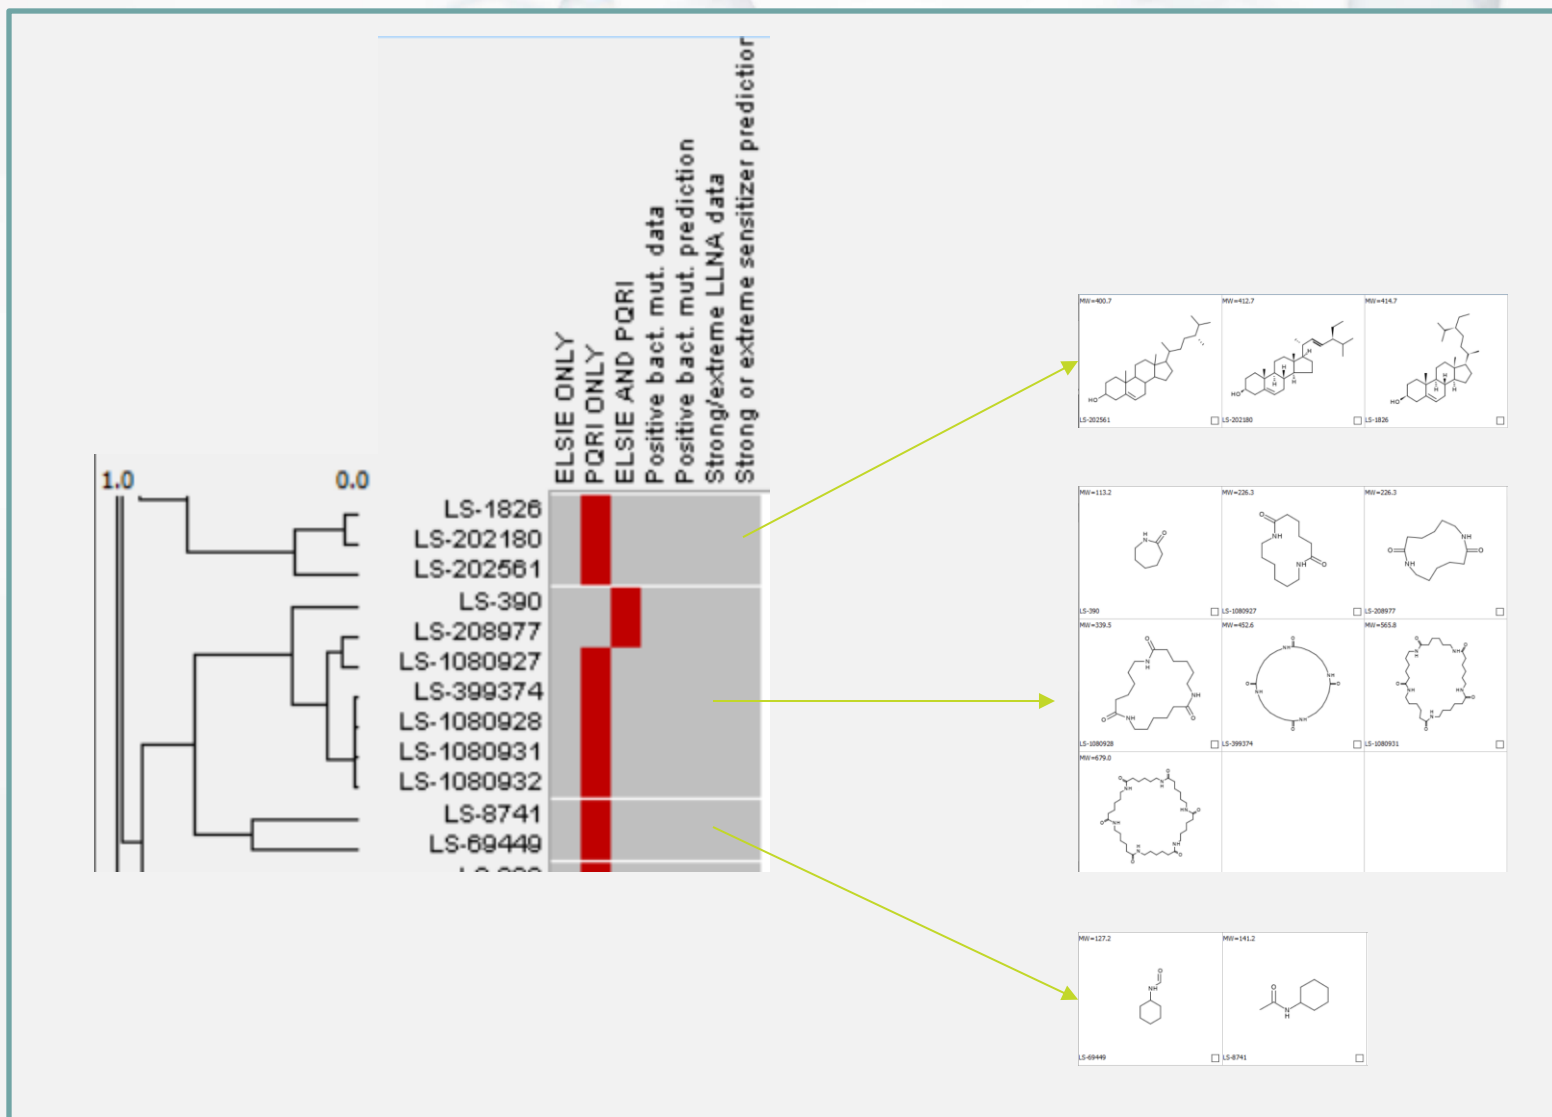 ELSIE ONLY
PQRI ONLY
ELSIE AND PQRI
Positive bact. mut. data
Positive bact. mut. prediction
Strong/extreme LLNA data
Strong or extreme sensitizer prediction
1.0
0.0
LS-1826
LS-202180
LS-202561
LS-390
LS-208977
LS-1080927
LS-399374
LS-1080928
LS-1080931
LS-1080932
LS-8741
LS-69449
MW=400.7
MW=412.7
MW=414.7
HO
HO
HO
H
H
H
H
H
H
H
LS-202561
LS-202180
LS-1826
MW=113.2
MW=226.3
MW=226.3
LS-390
LS-1080927
LS-208977
MW=339.5
MW=452.6
MW=565.8
LS-1080928
LS-399374
LS-1080931
MW=679.0
MW=127.2
MW=141.2
O
NH
O
N
H
LS-69449
LS-8741